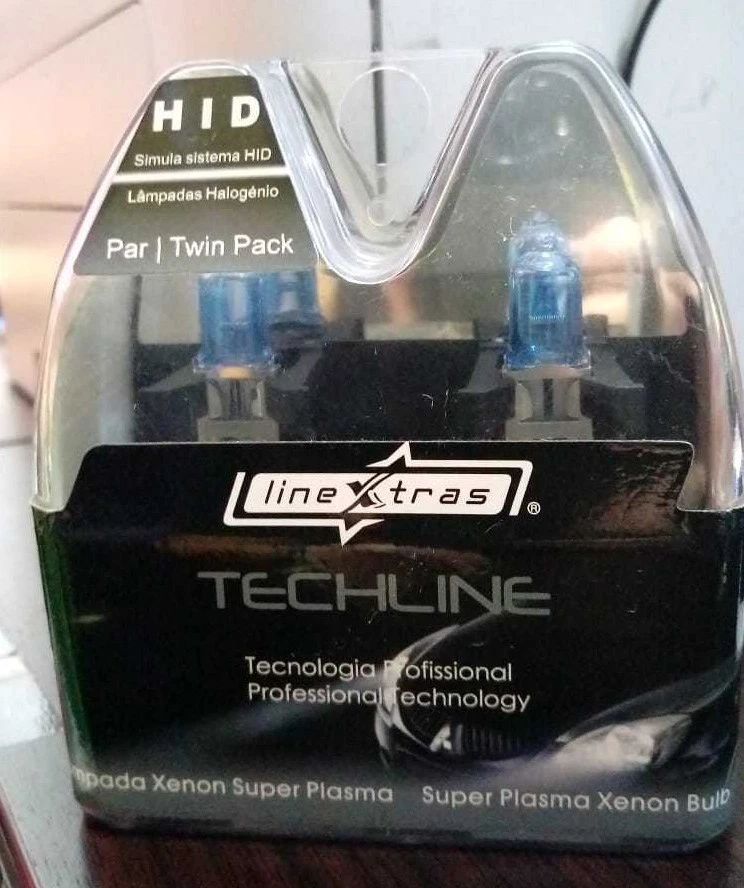 HID
Simula sistema HID
Lâmpadas Halogénio
Par | Twin Pack
lineXtras ®
TECHLINE
Tecnologia Profissional
Professional Technology
mpada Xenon Super Plasma Super Plasma Xenon Bulb